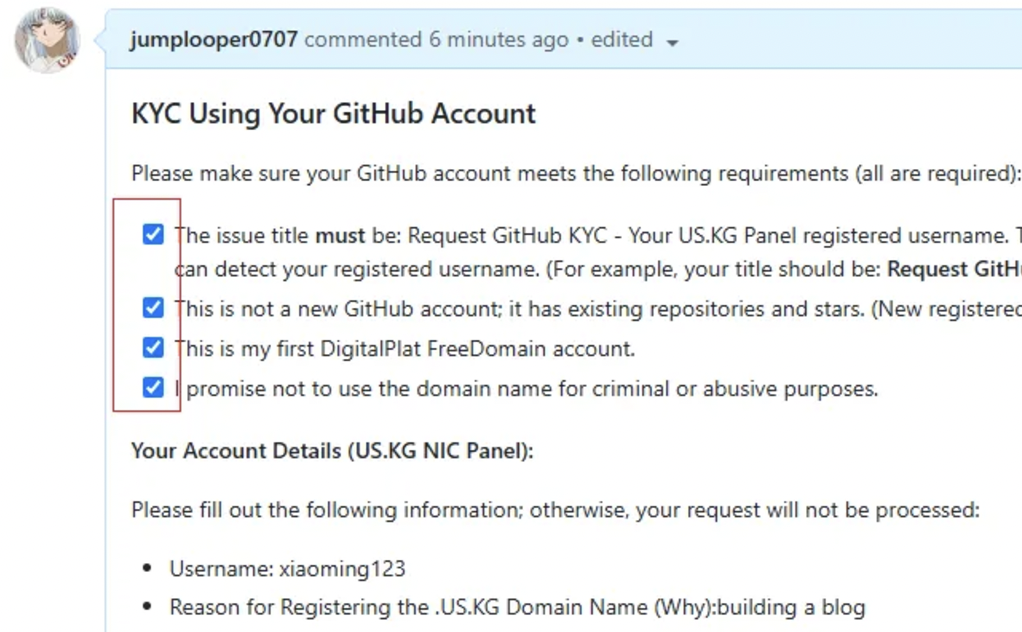 jumplooper0707 commented 6 minutes ago • edited
KYC Using Your GitHub Account
Please make sure your GitHub account meets the following requirements (all are required):
The issue title must be: Request GitHub KYC - Your US.KG Panel registered username. T
can detect your registered username. (For example, your title should be: Request GitH
This is not a new GitHub account; it has existing repositories and stars. (New registered
This is my first DigitalPlat FreeDomain account.
I promise not to use the domain name for criminal or abusive purposes.
Your Account Details (US.KG NIC Panel):
Please fill out the following information; otherwise, your request will not be processed:
• Username: xiaoming123
• Reason for Registering the .US.KG Domain Name (Why):building a blog